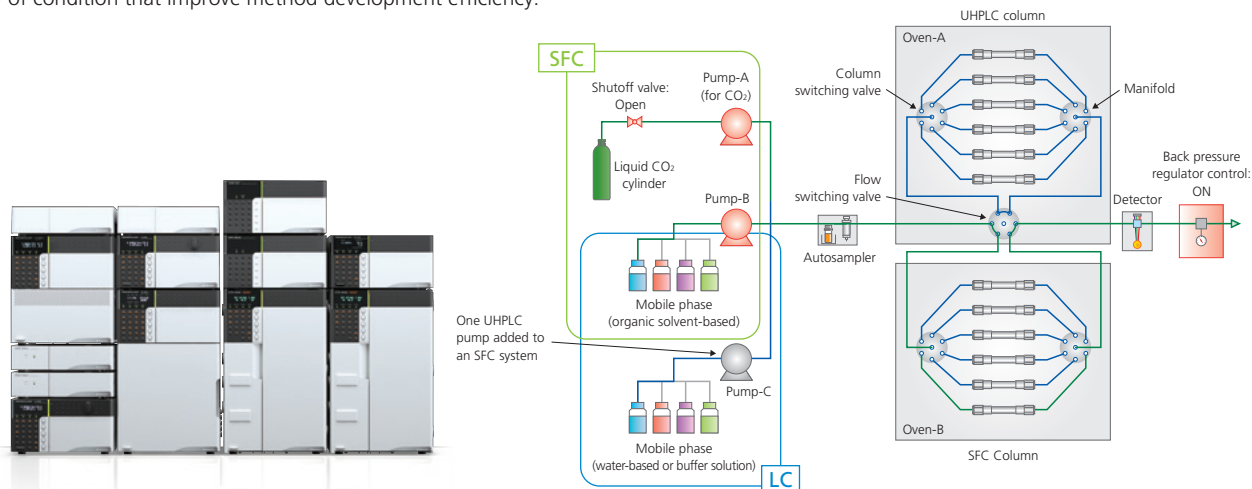 of condition that improve method development efficiency.
SFC
Shutoff valve:
Open
Liquid CO₂
cylinder
Pump-A
(for CO₂)
Pump-B
Mobile phase
(organic solvent-based)
One UHPLC
pump added to
an SFC system
Pump-C
Mobile phase
(water-based or buffer solution)
LC
Autosampler
UHPLC column
Oven-A
Column
switching valve
Manifold
Flow
switching valve
Detector
Back pressure
regulator control:
ON
Oven-B
SFC Column